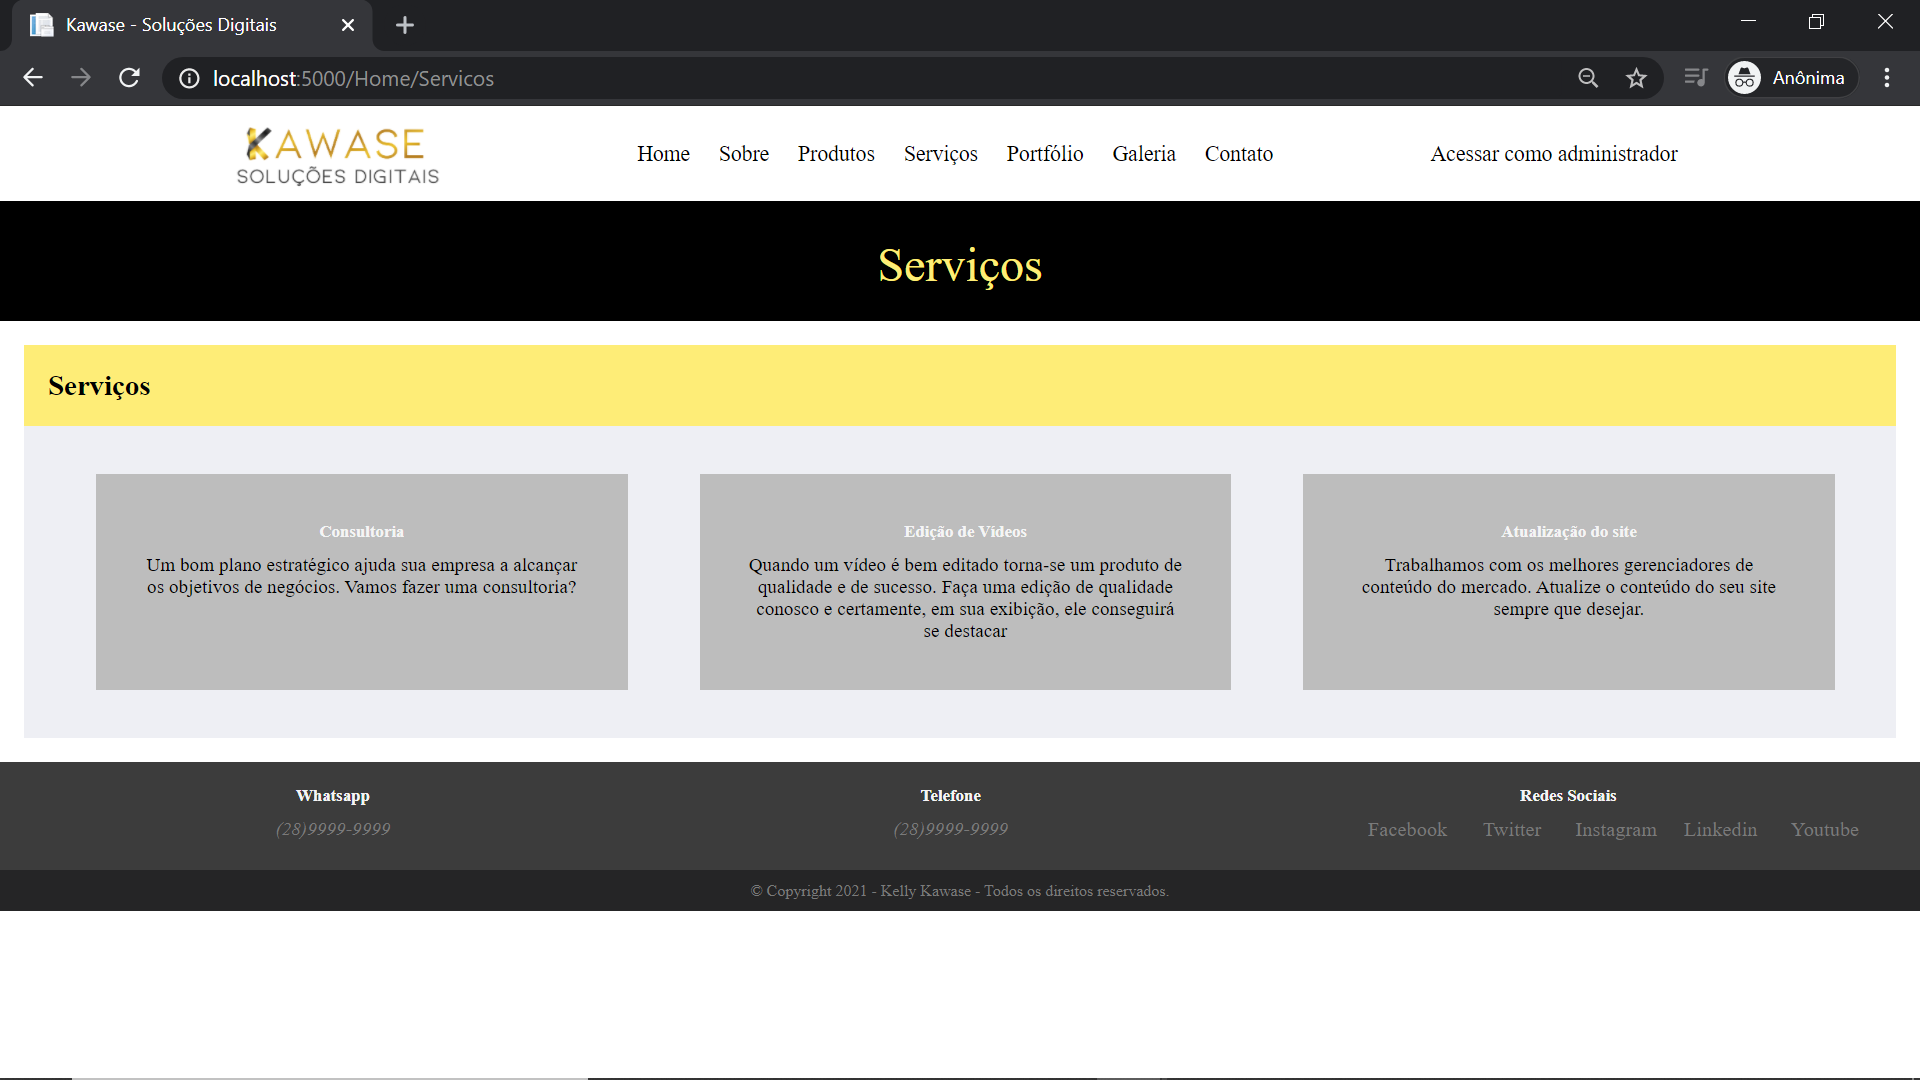 Kawase - Soluções Digitais
localhost:5000/Home/Servicos
Anônima
KAWASE
SOLUÇÕES DIGITAIS
Home Sobre Produtos Serviços Portfólio Galeria Contato Acessar como administrador
Serviços
Serviços
Consultoria
Um bom plano estratégico ajuda sua empresa a alcançar
os objetivos de negócios. Vamos fazer uma consultoria?
Edição de Vídeos
Quando um vídeo é bem editado torna-se um produto de
qualidade e de sucesso. Faça uma edição de qualidade
conosco e certamente, em sua exibição, ele conseguirá
se destacar
Atualização do site
Trabalhamos com os melhores gerenciadores de
conteúdo do mercado. Atualize o conteúdo do seu site
sempre que desejar.
Whatsapp
(28)9999-9999
Telefone
(28)9999-9999
Redes Sociais
Facebook Twitter Instagram Linkedin Youtube
© Copyright 2021 - Kelly Kawase - Todos os direitos reservados.